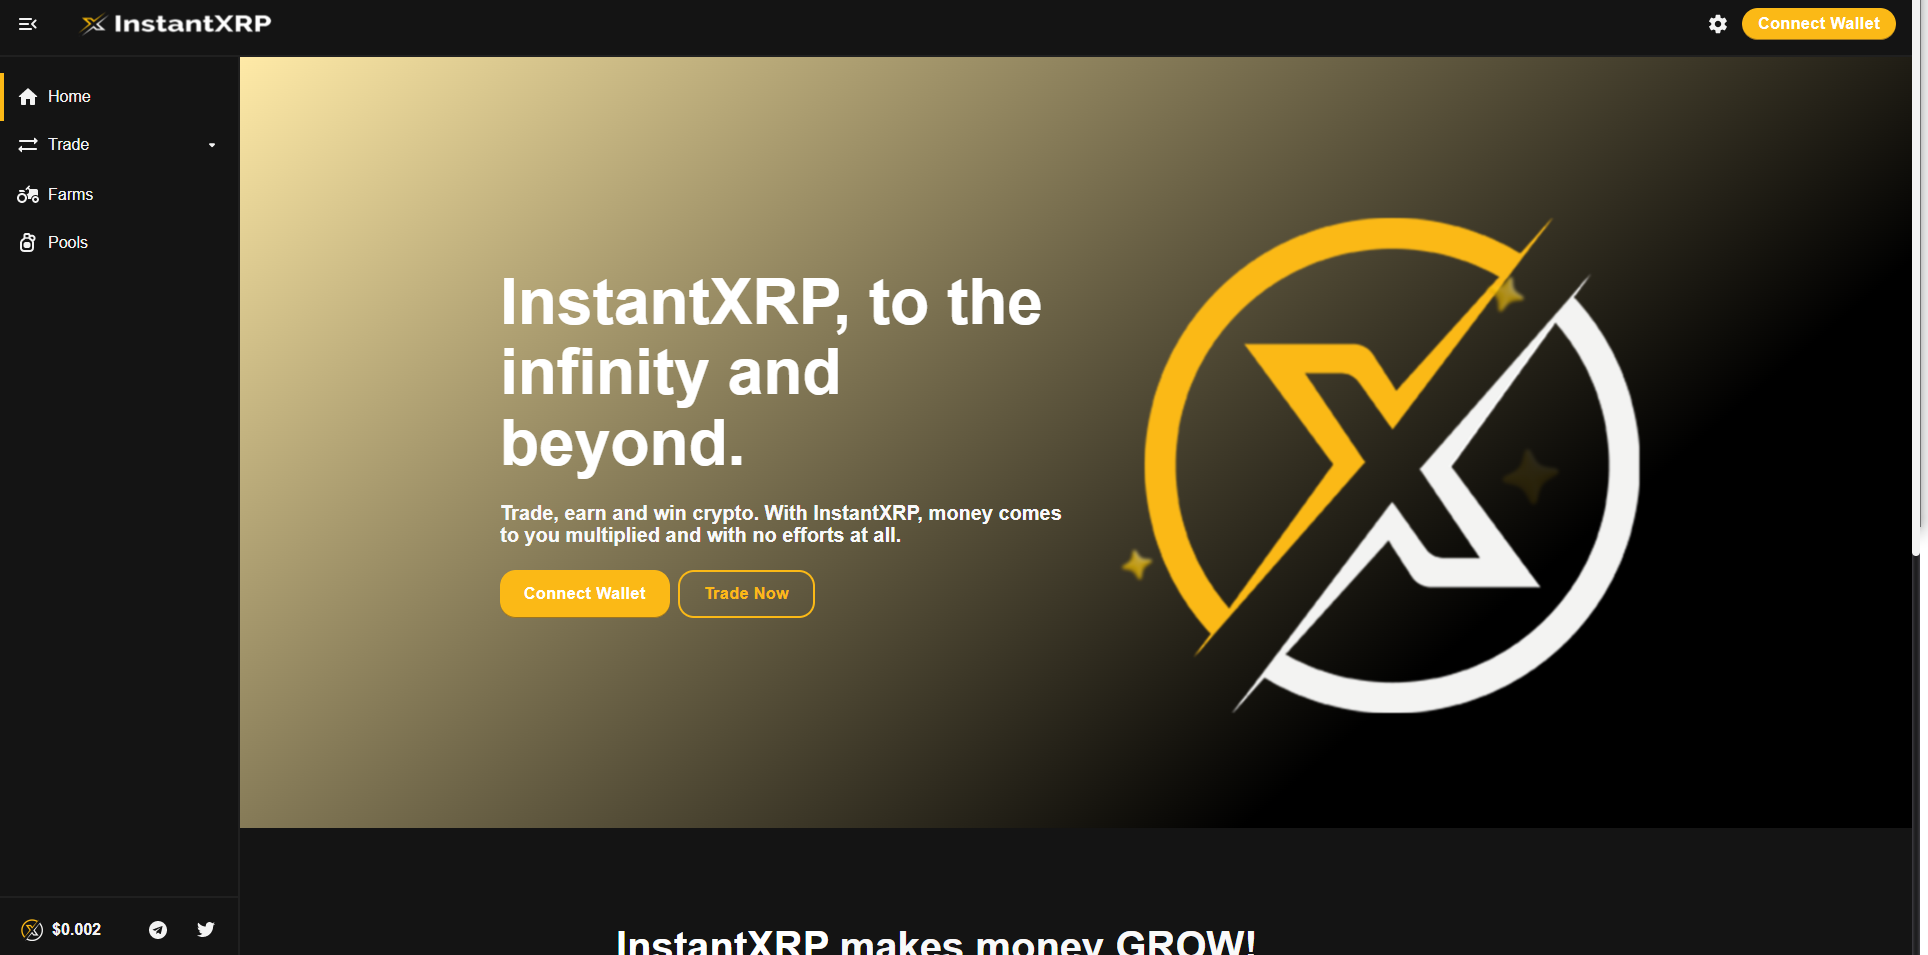 InstantXRP
Connect Wallet
Home
Trade
Farms
Pools
InstantXRP, to the
infinity and
beyond.
Trade, earn and win crypto. With InstantXRP, money comes
to you multiplied and with no efforts at all.
Connect Wallet
Trade Now
$0.002
InstantXRP makes money GROW!